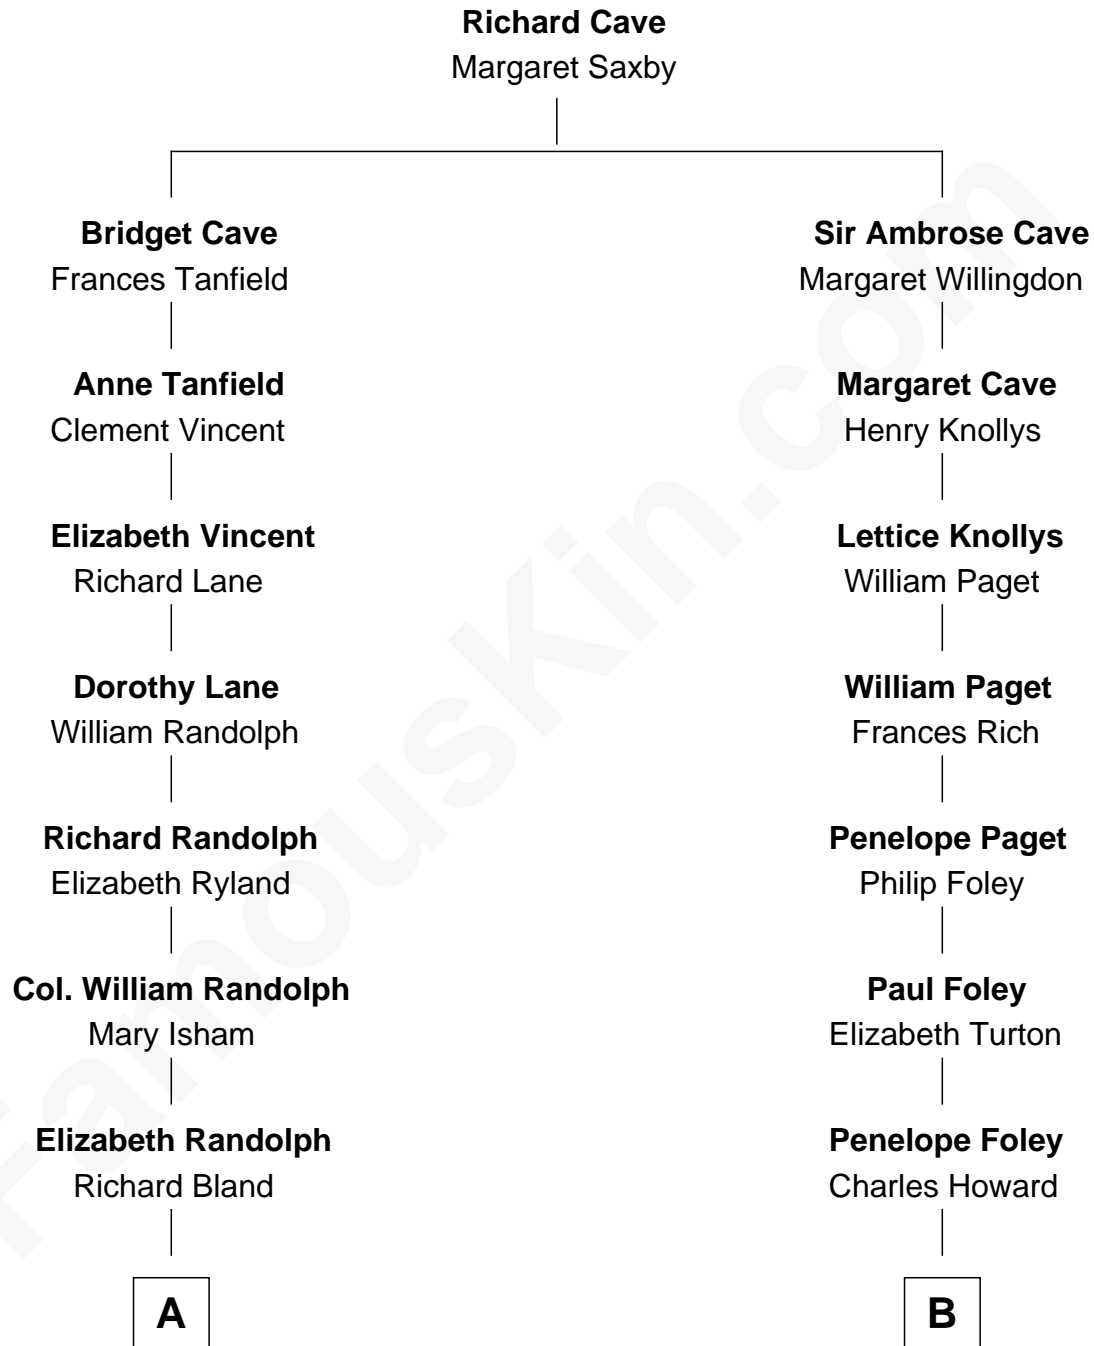 Richard Cave
Margaret Saxby
Bridget Cave
Frances Tanfield
Sir Ambrose Cave
Margaret Willingdon
Anne Tanfield
Clement Vincent
Margaret Cave
Henry Knollys
Elizabeth Vincent
Richard Lane
Lettice Knollys
William Paget
Dorothy Lane
William Randolph
William Paget
Frances Rich
Richard Randolph
Elizabeth Ryland
Penelope Paget
Philip Foley
Col. William Randolph
Mary Isham
Paul Foley
Elizabeth Turton
Elizabeth Randolph
Richard Bland
Penelope Foley
Charles Howard
A
B
FamousKin.com